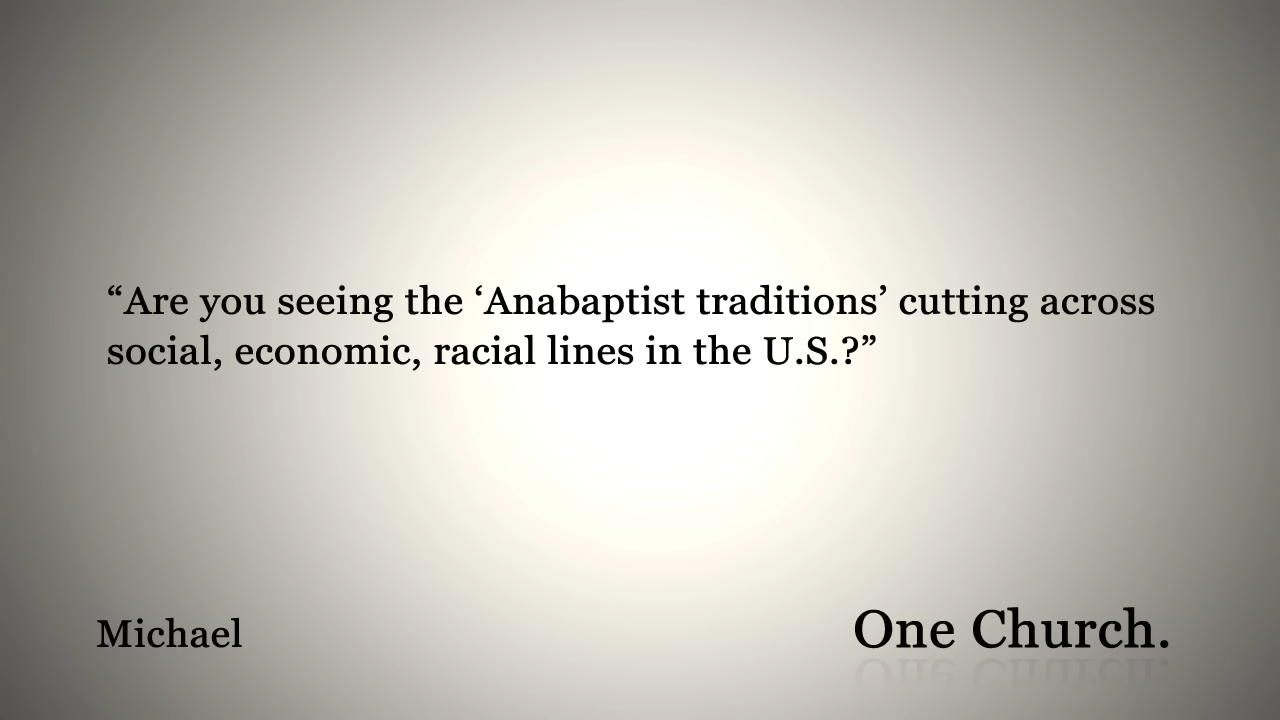 “Are you seeing the ‘Anabaptist traditions’ cutting across
social, economic, racial lines in the U.S.?”
Michael
One Church.